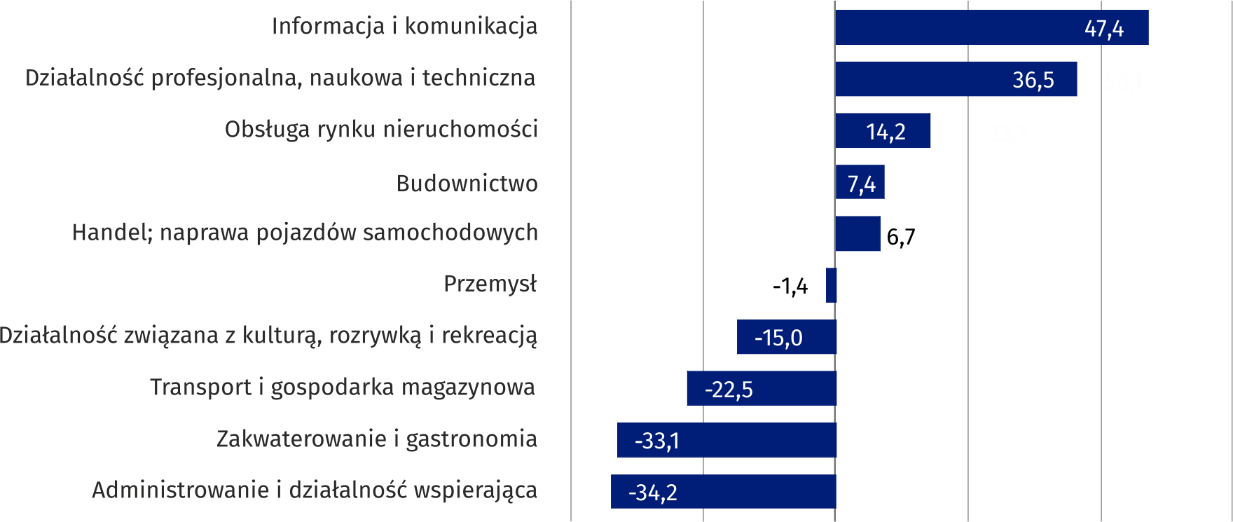 Informacja i komunikacja 47,4
Działalność profesjonalna, naukowa i techniczna 36,5
Obsługa rynku nieruchomości 14,2
Budownictwo 7,4
Handel; naprawa pojazdów samochodowych 6,7
Przemysł -1,4
Działalność związana z kulturą, rozrywką i rekreacją -15,0
Transport i gospodarka magazynowa -22,5
Zakwaterowanie i gastronomia -33,1
Administrowanie i działalność wspierająca -34,2